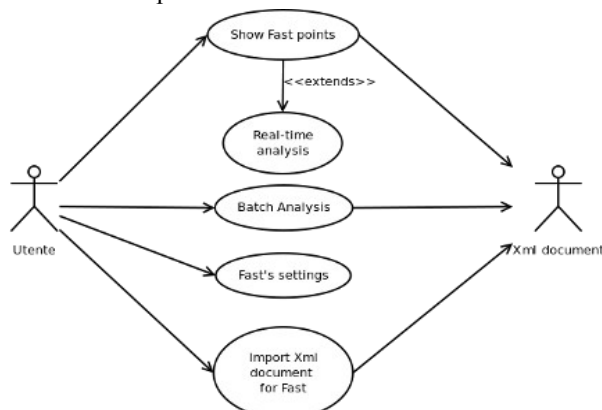 Show Fast points
<<extends>>
Real-time
analysis
Batch Analysis
Utente
Xml document
Fast's settings
Import Xml
document
for Fast